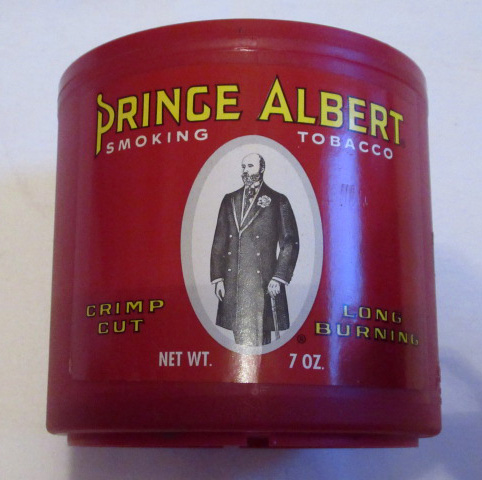 PRINCE ALBERT
SMOKING TOBACCO
CRIMP CUT
LONG BURNING
®
NET WT. 7 OZ.